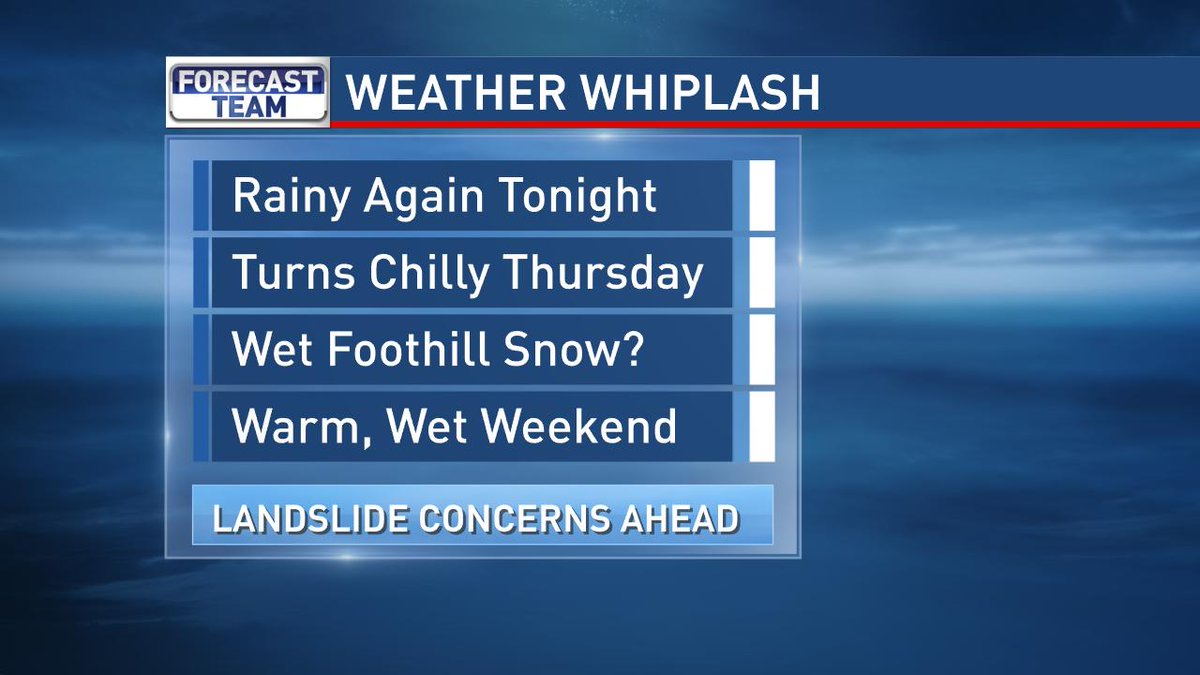 FORECAST
TEAM
WEATHER WHIPLASH
Rainy Again Tonight
Turns Chilly Thursday
Wet Foothill Snow?
Warm, Wet Weekend
LANDSLIDE CONCERNS AHEAD